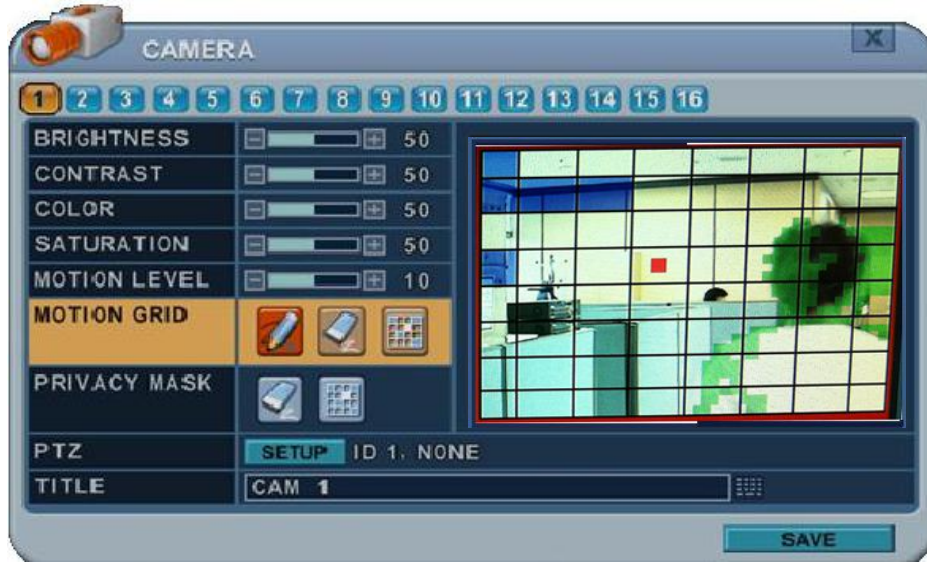 CAMERA
X
1 2 3 4 5 6 7 8 9 10 11 12 13 14 15 16
BRIGHTNESS 50
CONTRAST 50
COLOR 50
SATURATION 50
MOTION LEVEL 10
MOTION GRID
PRIVACY MASK
PTZ SETUP ID 1, NONE
TITLE CAM 1
SAVE